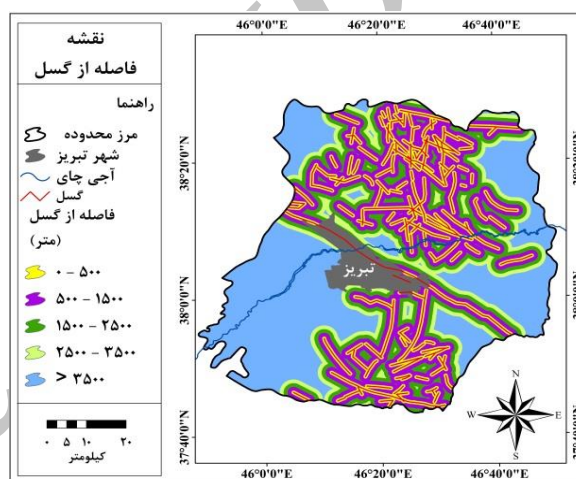 نقشه
فاصله از گسل
راهنما
مرز محدوده
شهر تبریز
آجی چای
گسل
فاصله از گسل
(متر)
۰ - ۵۰۰
۵۰۰ - ۱۵۰۰
۱۵۰۰ - ۲۵۰۰
۲۵۰۰ - ۳۵۰۰
> ۳۵۰۰
۰ ۵ ۱۰ ۲۰
کیلومتر
46°0'0"E 46°20'0"E 46°40'0"E
38°20'0"N
38°0'0"N
37°40'0"N
تبریز
N
W E
S
46°0'0"E 46°20'0"E 46°40'0"E